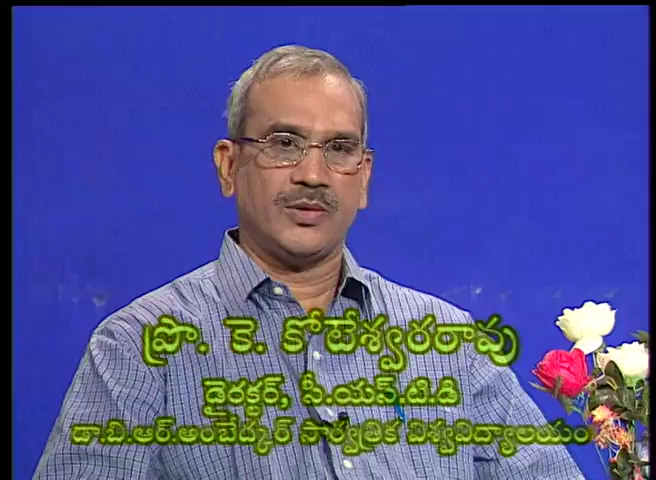 ప్రొ. కె. కోటేశ్వరరావు
డైరక్టర్, సీ.యస్.టి.డి
డా.బి.ఆర్.అంబేద్కర్ సార్వత్రిక విశ్వవిద్యాలయం